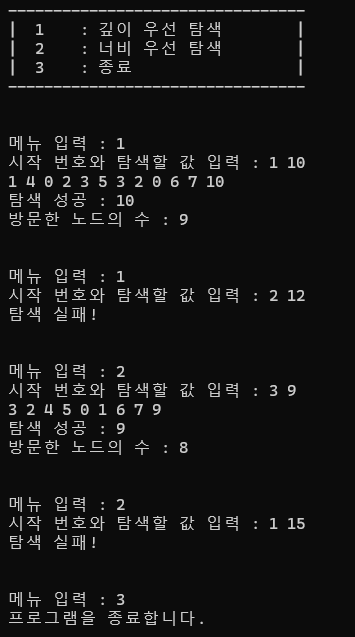 ---------------------------------
|  1    : 깊이 우선 탐색        |
|  2    : 너비 우선 탐색        |
|  3    : 종료                  |
---------------------------------
메뉴 입력 : 1
시작 번호와 탐색할 값 입력 : 1 10
1 4 0 2 3 5 3 2 0 6 7 10
탐색 성공 : 10
방문한 노드의 수 : 9
메뉴 입력 : 1
시작 번호와 탐색할 값 입력 : 2 12
탐색 실패!
메뉴 입력 : 2
시작 번호와 탐색할 값 입력 : 3 9
3 2 4 5 0 1 6 7 9
탐색 성공 : 9
방문한 노드의 수 : 8
메뉴 입력 : 2
시작 번호와 탐색할 값 입력 : 1 15
탐색 실패!
메뉴 입력 : 3
프로그램을 종료합니다.